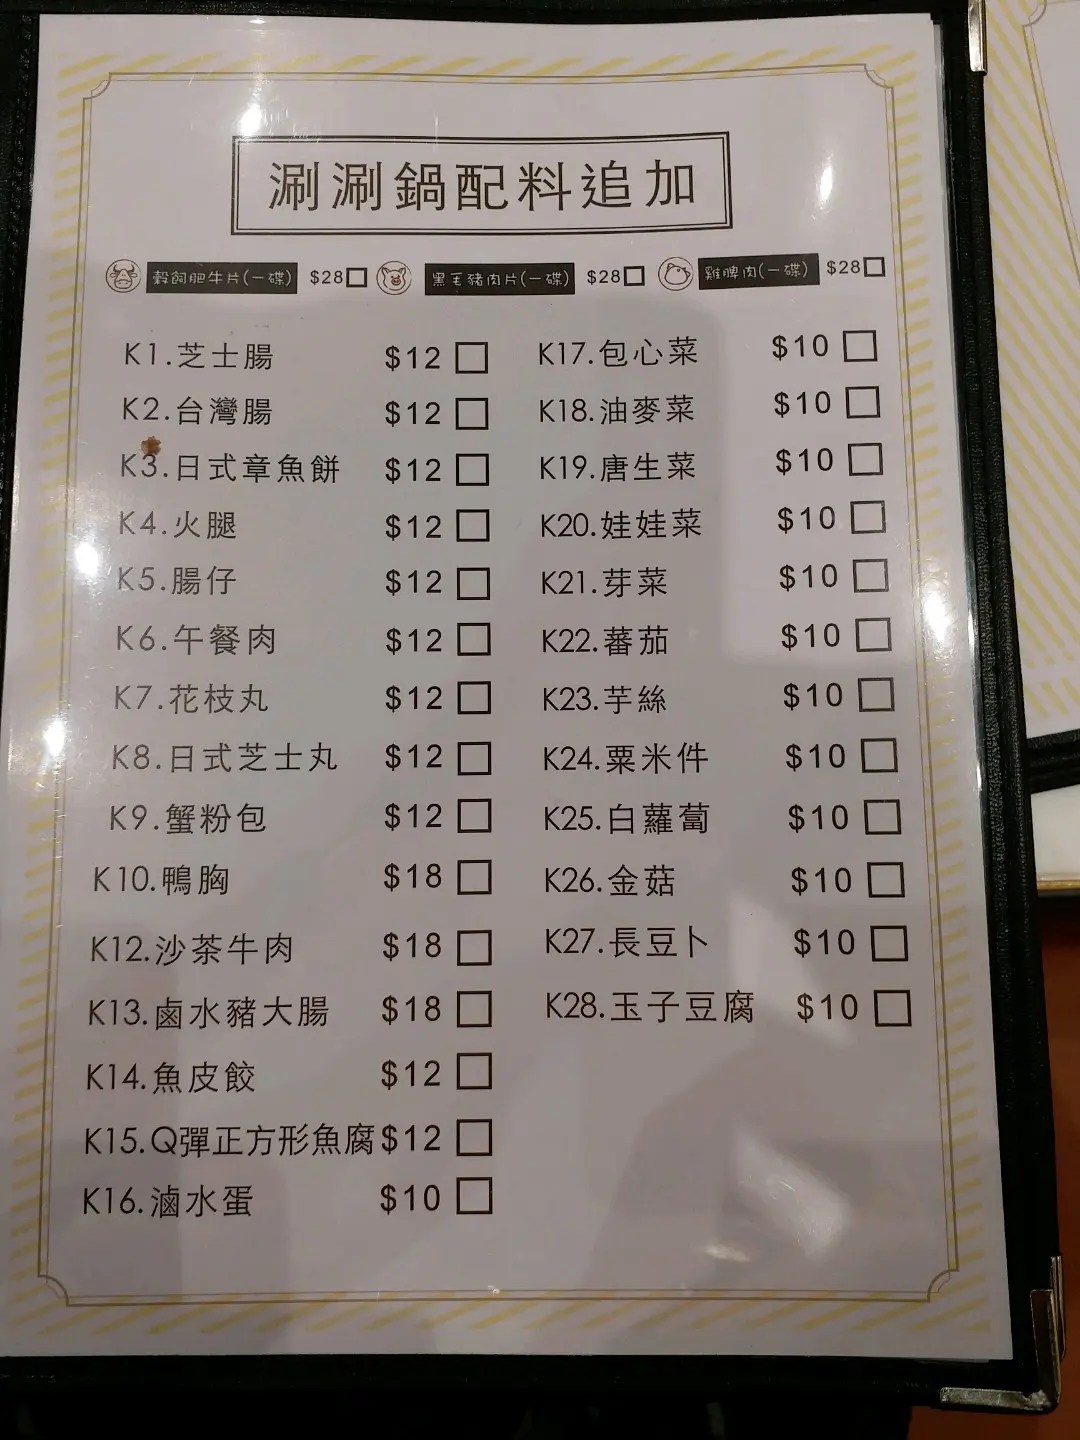 涮涮鍋配料追加
穀飼肥牛片(一碟) $28
黑毛豬肉片(一碟) $28
雞脾肉(一碟) $28
K1.芝士腸 $12
K2.台灣腸 $12
K3.日式章魚餅 $12
K4.火腿 $12
K5.腸仔 $12
K6.午餐肉 $12
K7.花枝丸 $12
K8.日式芝士丸 $12
K9.蟹粉包 $12
K10.鴨胸 $18
K12.沙茶牛肉 $18
K13.鹵水豬大腸 $18
K14.魚皮餃 $12
K15.Q彈正方形魚腐 $12
K16.滷水蛋 $10
K17.包心菜 $10
K18.油麥菜 $10
K19.唐生菜 $10
K20.娃娃菜 $10
K21.芽菜 $10
K22.蕃茄 $10
K23.芋絲 $10
K24.粟米件 $10
K25.白蘿蔔 $10
K26.金菇 $10
K27.長豆卜 $10
K28.玉子豆腐 $10